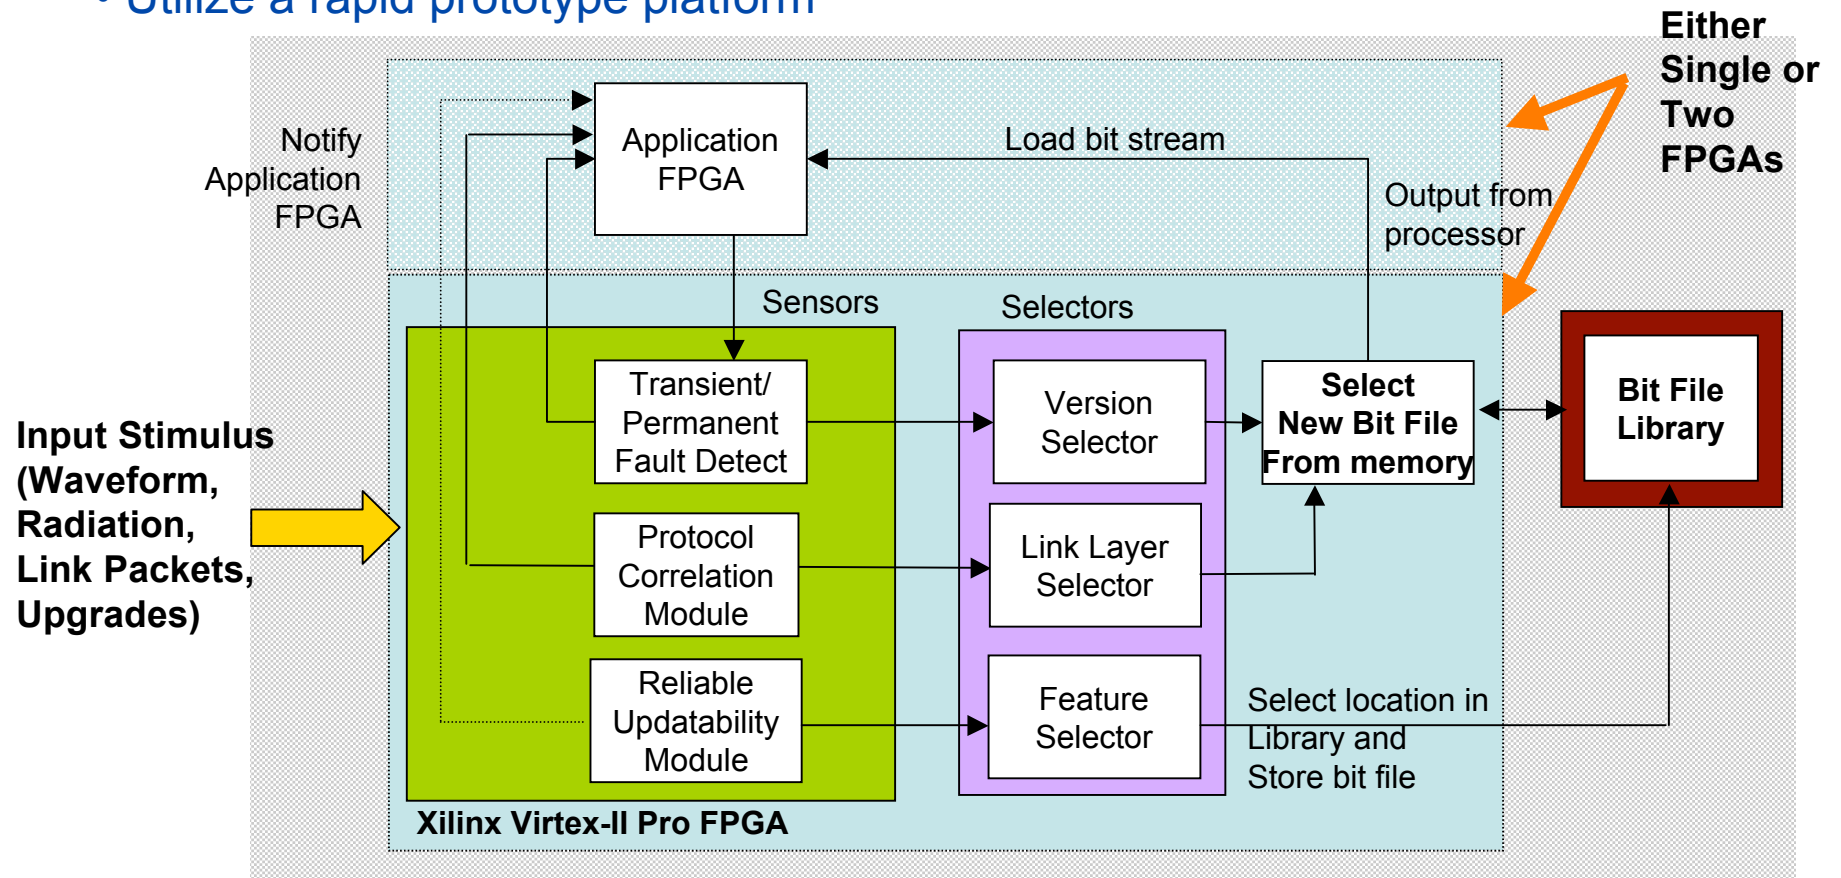 • Utilize a rapid prototype platform
Either
Single or
Two
FPGAs
Notify
Application
FPGA
Application
FPGA
Load bit stream
Output from
processor
Sensors
Selectors
Transient/
Permanent
Fault Detect
Version
Selector
Select
New Bit File
From memory
Bit File
Library
Input Stimulus
(Waveform,
Radiation,
Link Packets,
Upgrades)
Protocol
Correlation
Module
Link Layer
Selector
Reliable
Updatability
Module
Feature
Selector
Select location in
Library and
Store bit file
Xilinx Virtex-II Pro FPGA